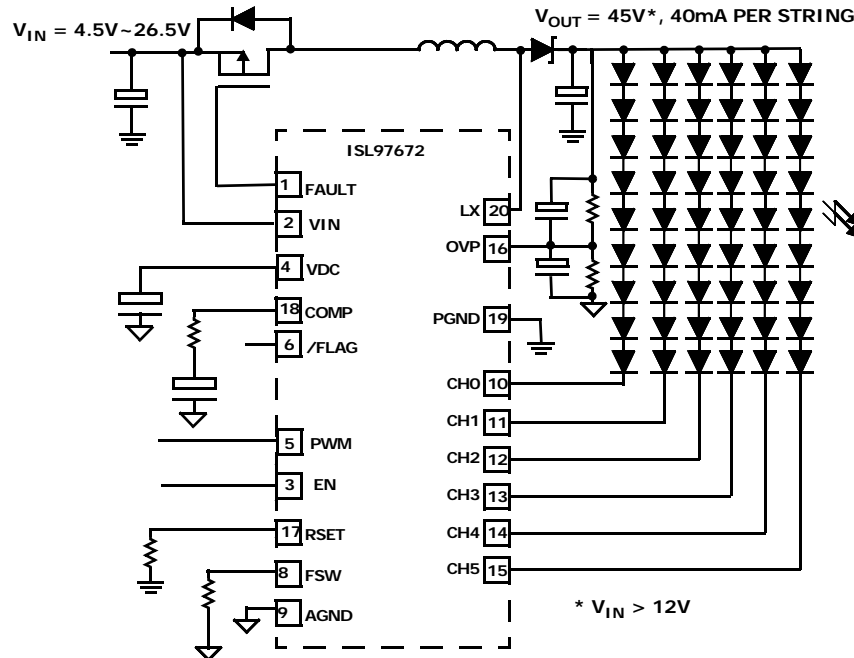 V_IN = 4.5V~26.5V
V_OUT = 45V*, 40mA PER STRING
ISL97672
1 FAULT
2 VIN
4 VDC
18 COMP
6 /FLAG
5 PWM
3 EN
17 RSET
8 FSW
9 AGND
LX 20
OVP 16
PGND 19
CH0 10
CH1 11
CH2 12
CH3 13
CH4 14
CH5 15
* V_IN > 12V